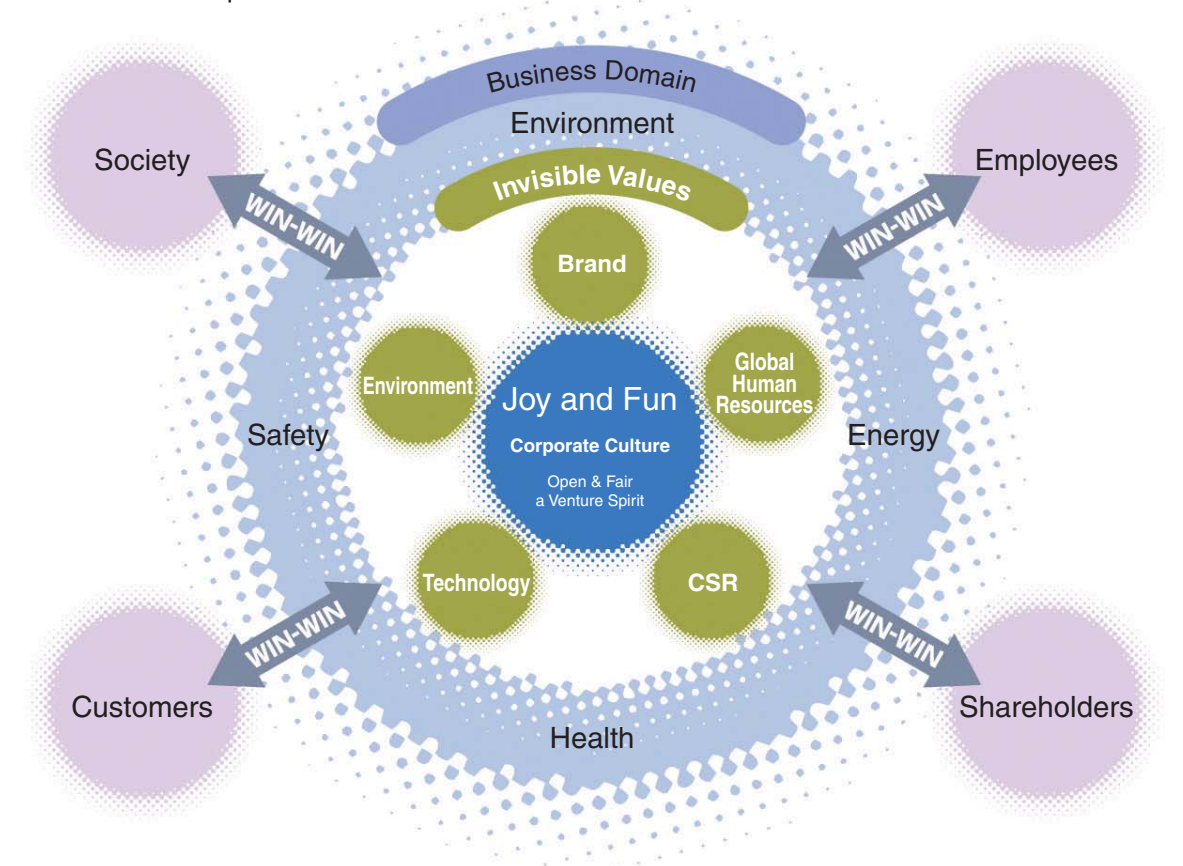 Business Domain
Environment
Society
Employees
Invisible Values
WIN-WIN
WIN-WIN
Brand
Environment
Global
Human
Resources
Joy and Fun
Corporate Culture
Open & Fair
a Venture Spirit
Safety
Energy
Technology
CSR
WIN-WIN
WIN-WIN
Customers
Shareholders
Health